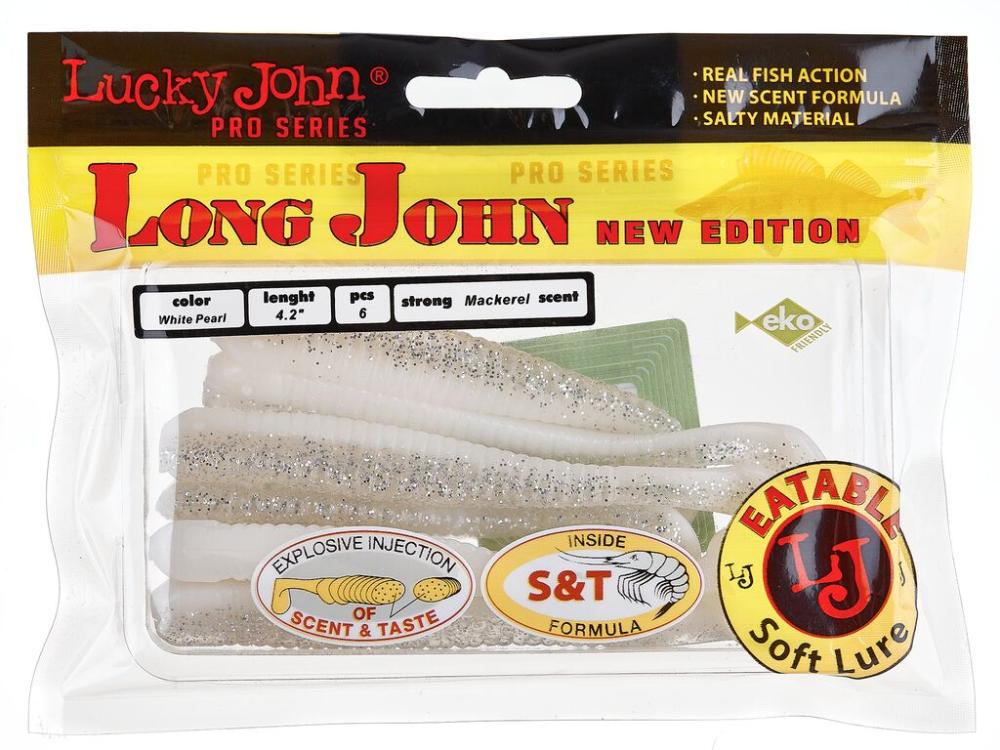 Lucky John®
PRO SERIES
· REAL FISH ACTION
· NEW SCENT FORMULA
· SALTY MATERIAL
PRO SERIES PRO SERIES
LONG JOHN NEW EDITION
color
White Pearl
lenght
4.2"
pcs
6
strong Mackerel scent
eko
FRIENDLY
EXPLOSIVE INJECTION
OF
SCENT & TASTE
INSIDE
S&T
FORMULA
EATABLE
LJ
LJ
LJ
Soft Lure